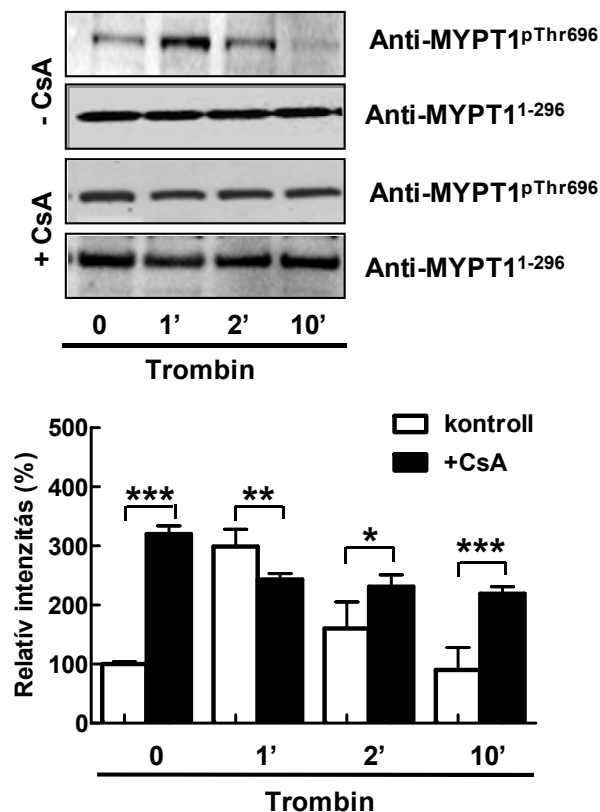 - CsA
Anti-MYPT1pThr696
Anti-MYPT11-296
+ CsA
Anti-MYPT1pThr696
Anti-MYPT11-296
0 1’ 2’ 10’
Trombin
kontroll
+CsA
Relatív intenzitás (%)
500
400
300
200
100
0
*** ** * ***
0 1’ 2’ 10’
Trombin